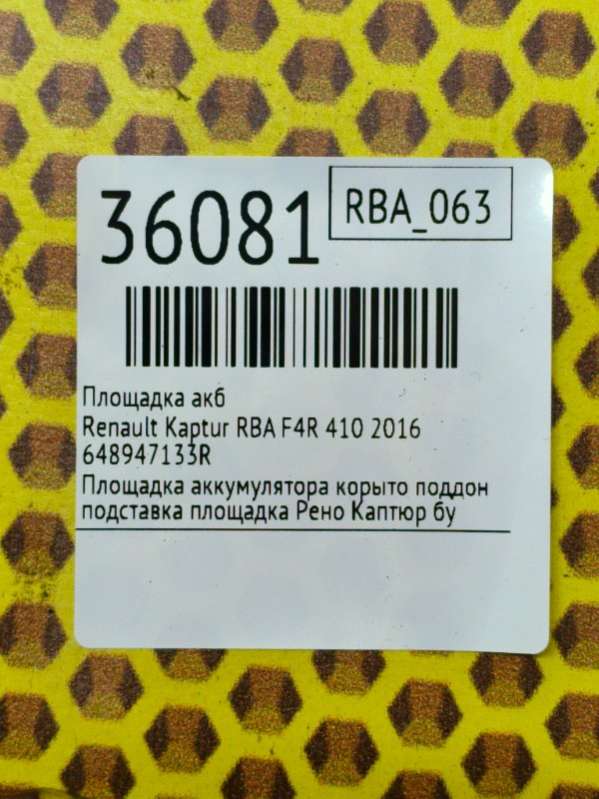 36081
RBA_063
Площадка акб
Renault Kaptur RBA F4R 410 2016
648947133R
Площадка аккумулятора корыто поддон
подставка площадка Рено Каптюр бу